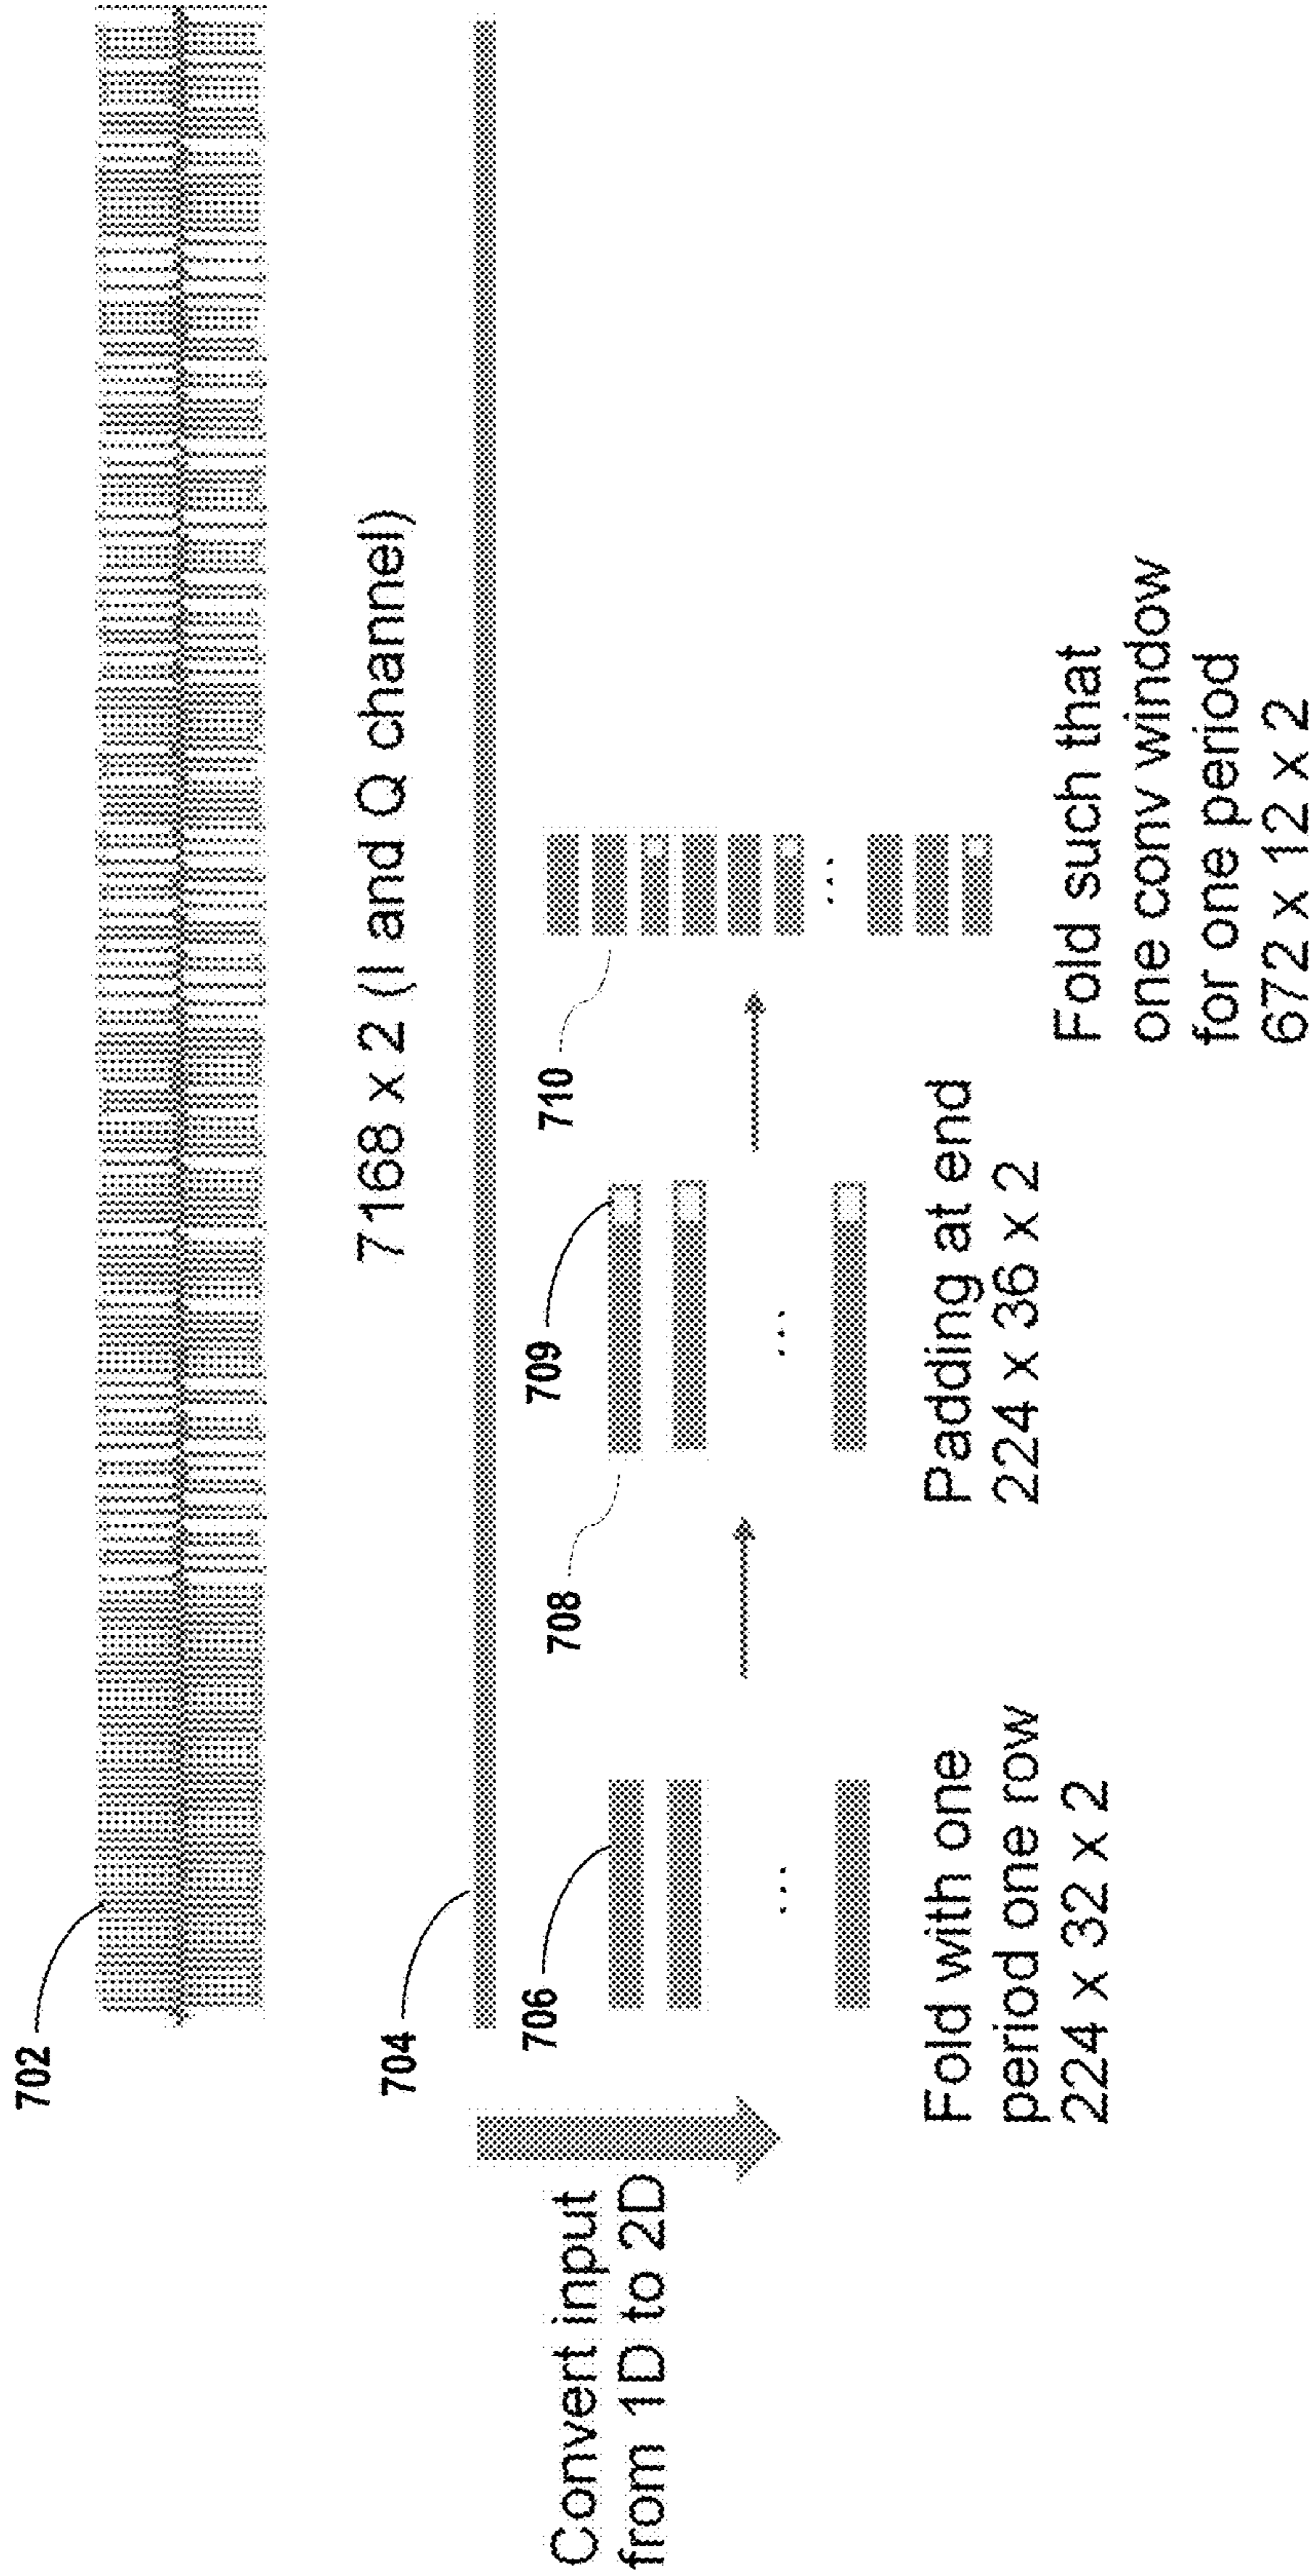 702
7168 x 2 (I and Q channel)
704
Convert input
from 1D to 2D
706
708
709
710
Fold with one
period one row
224 x 32 x 2
Padding at end
224 x 36 x 2
Fold such that
one conv window
for one period
672 x 12 x 2